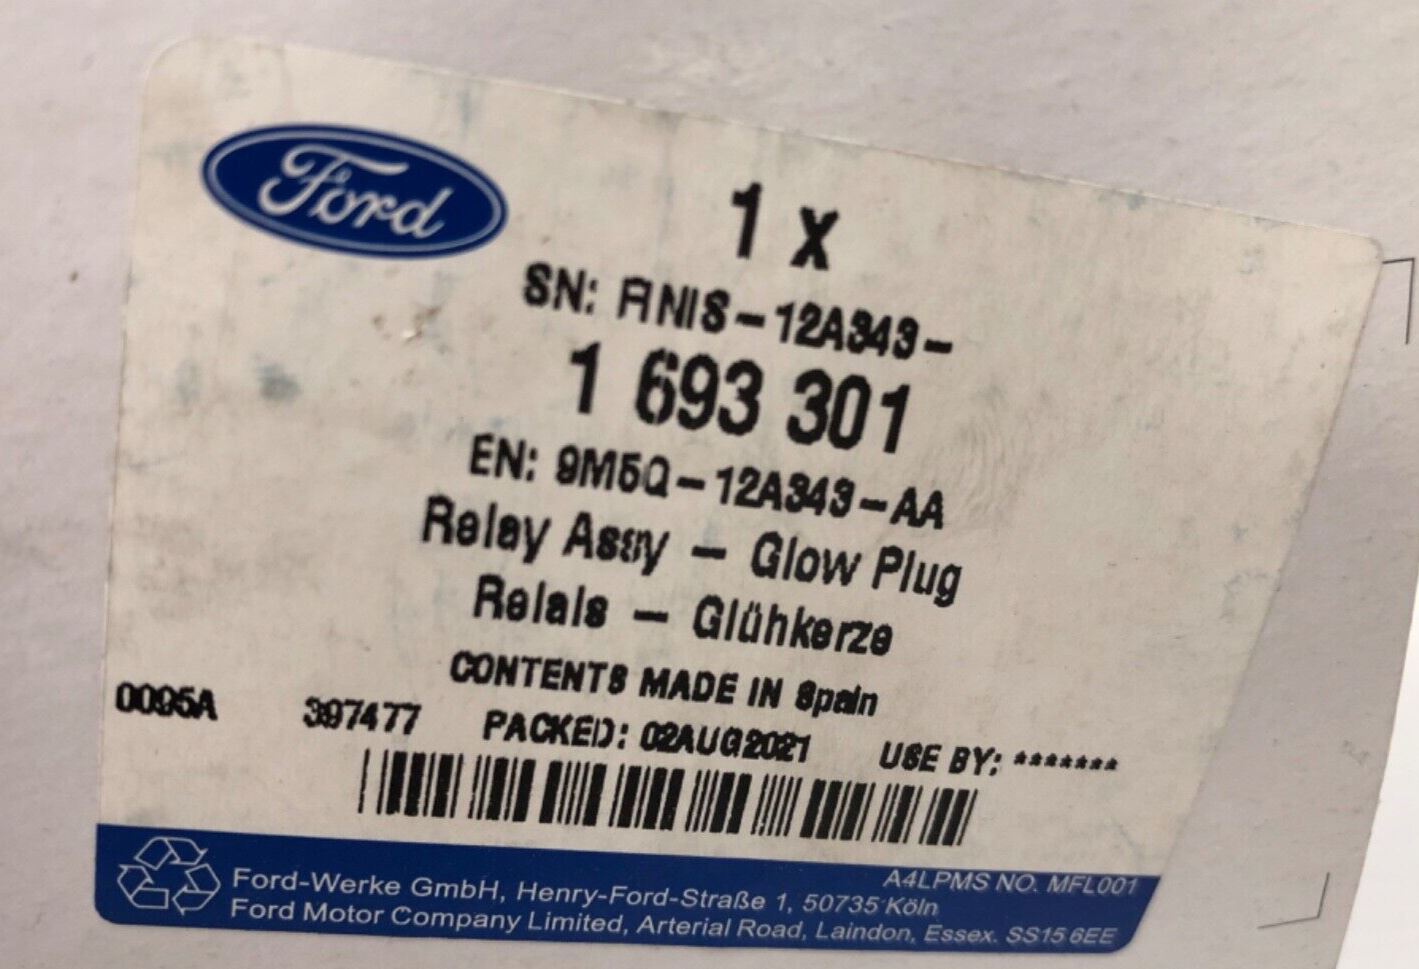 Ford
1 x
SN: FINIS-12A343-
1 693 301
EN: 9M5Q-12A343-AA
Relay Assy - Glow Plug
Relais - Glühkerze
CONTENTS MADE IN Spain
0095A 397477 PACKED: 02AUG2021 USE BY: *******
A4LPMS NO. MFL001
Ford-Werke GmbH, Henry-Ford-Straße 1, 50735 Köln
Ford Motor Company Limited, Arterial Road, Laindon, Essex. SS15 6EE